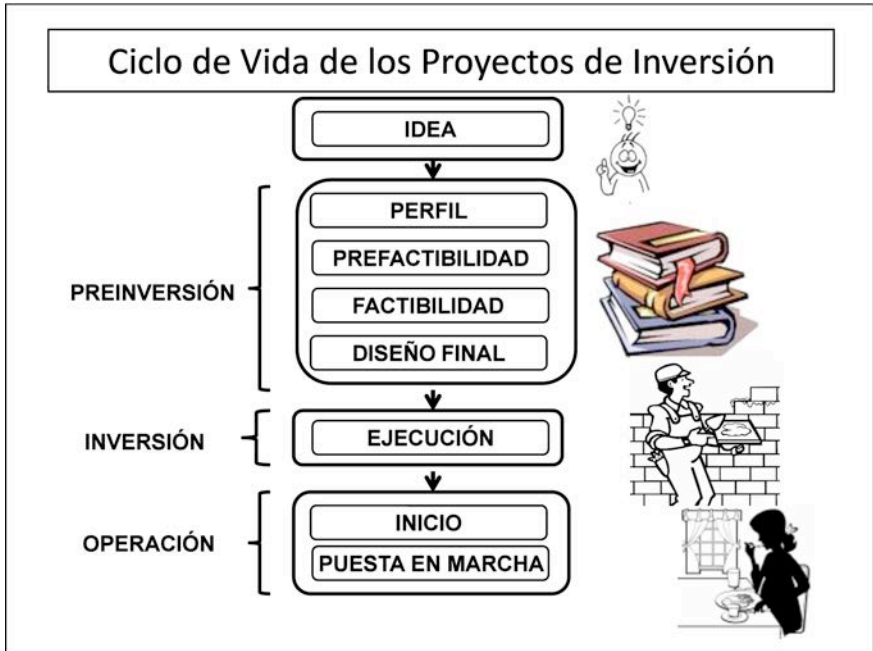 Ciclo de Vida de los Proyectos de Inversión
IDEA
PREINVERSIÓN
PERFIL
PREFACTIBILIDAD
FACTIBILIDAD
DISEÑO FINAL
INVERSIÓN
EJECUCIÓN
OPERACIÓN
INICIO
PUESTA EN MARCHA